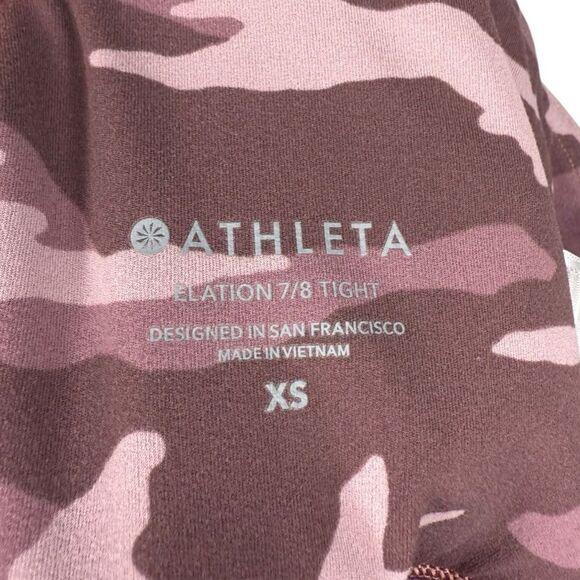 ATHLETA
ELATION 7/8 TIGHT
DESIGNED IN SAN FRANCISCO
MADE IN VIETNAM
XS